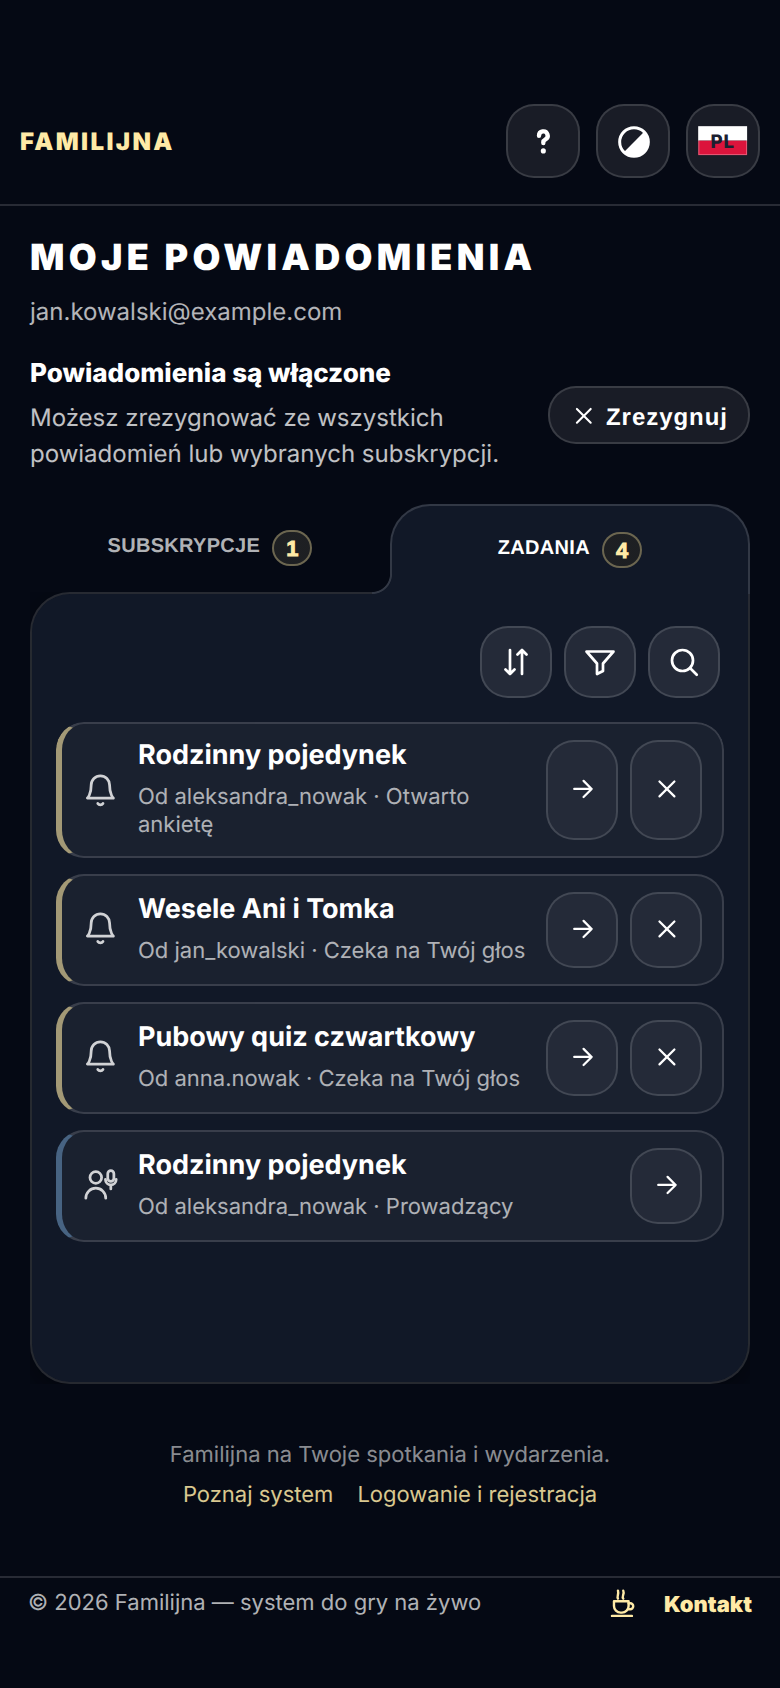 FAMILIJNA
?
PL
MOJE POWIADOMIENIA
jan.kowalski@example.com
Powiadomienia są włączone
Możesz zrezygnować ze wszystkich
powiadomień lub wybranych subskrypcji.
Zrezygnuj
SUBSKRYPCJE 1
ZADANIA 4
Rodzinny pojedynek
Od aleksandra_nowak · Otwarto
ankietę
Wesele Ani i Tomka
Od jan_kowalski · Czeka na Twój głos
Pubowy quiz czwartkowy
Od anna.nowak · Czeka na Twój głos
Rodzinny pojedynek
Od aleksandra_nowak · Prowadzący
Familijna na Twoje spotkania i wydarzenia.
Poznaj system Logowanie i rejestracja
© 2026 Familijna — system do gry na żywo
Kontakt